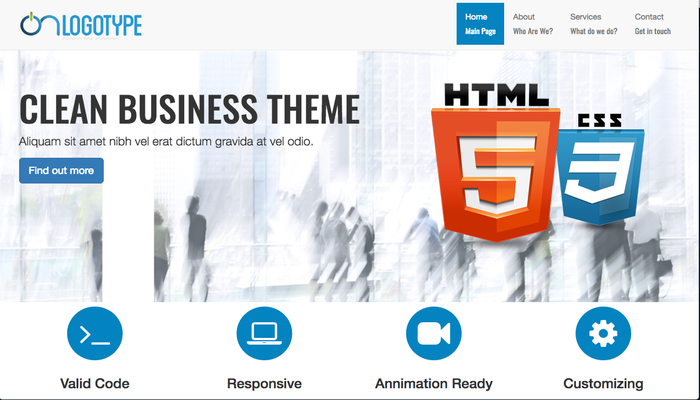 On LOGOTYPE
Home
Main Page
About
Who Are We?
Services
What do we do?
Contact
Get in touch
CLEAN BUSINESS THEME
Aliquam sit amet nibh vel erat dictum gravida at vel odio.
Find out more
HTML
5
CSS
3
Valid Code
Responsive
Annimation Ready
Customizing